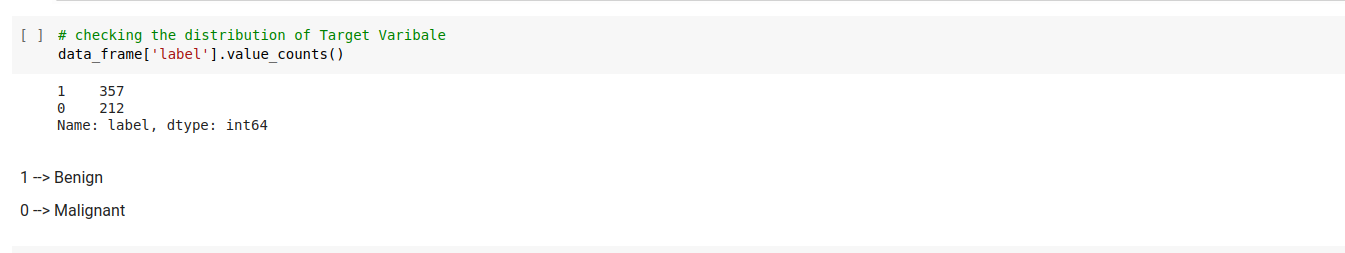 [ ] # checking the distribution of Target Varibale
data_frame['label'].value_counts()
1    357
0    212
Name: label, dtype: int64
1 --> Benign
0 --> Malignant